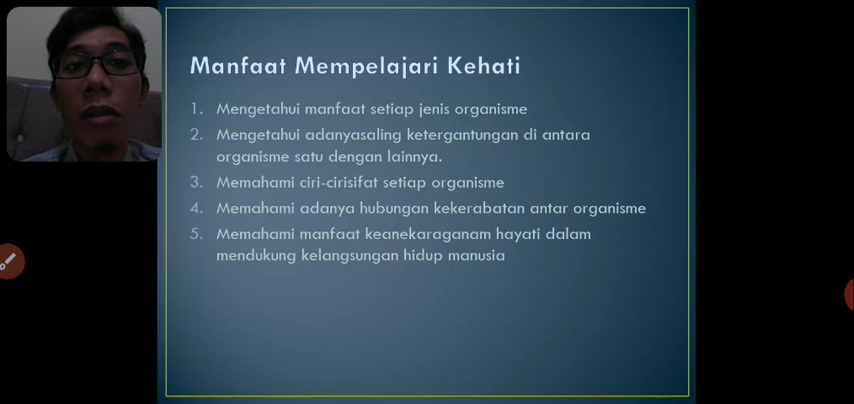 Manfaat Mempelajari Kehati
1. Mengetahui manfaat setiap jenis organisme
2. Mengetahui adanyasaling ketergantungan di antara
organisme satu dengan lainnya.
3. Memahami ciri-cirisifat setiap organisme
4. Memahami adanya hubungan kekerabatan antar organisme
5. Memahami manfaat keanekaraganam hayati dalam
mendukung kelangsungan hidup manusia